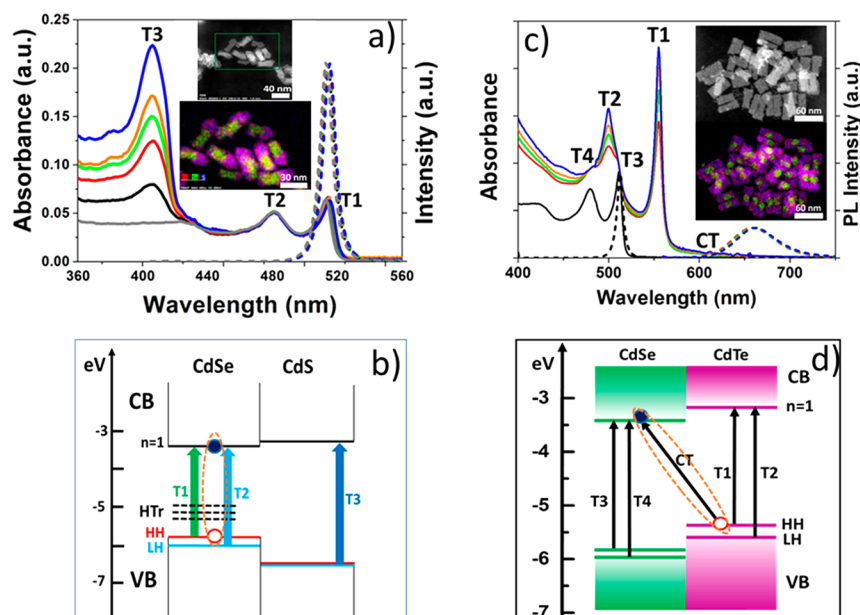 a)
Absorbance (a.u.)
0.25
0.20
0.15
0.10
0.05
0.00
T3
T2
T1
40 nm
30 nm
360 400 440 480 520 560
Wavelength (nm)
Intensity (a.u.)
c)
Absorbance
T1
T2
T4
T3
CT
60 nm
60 nm
400 500 600 700
Wavelength (nm)
PL Intensity (a.u.)
b)
eV
CdSe CdS
CB
-3
n=1
T1
T2
T3
-5
HTr
HH
LH
-7
VB
d)
eV
CdSe CdTe
CB
-3
n=1
-4
CT
T3
T4
T1
T2
-5
HH
LH
-6
VB
-7